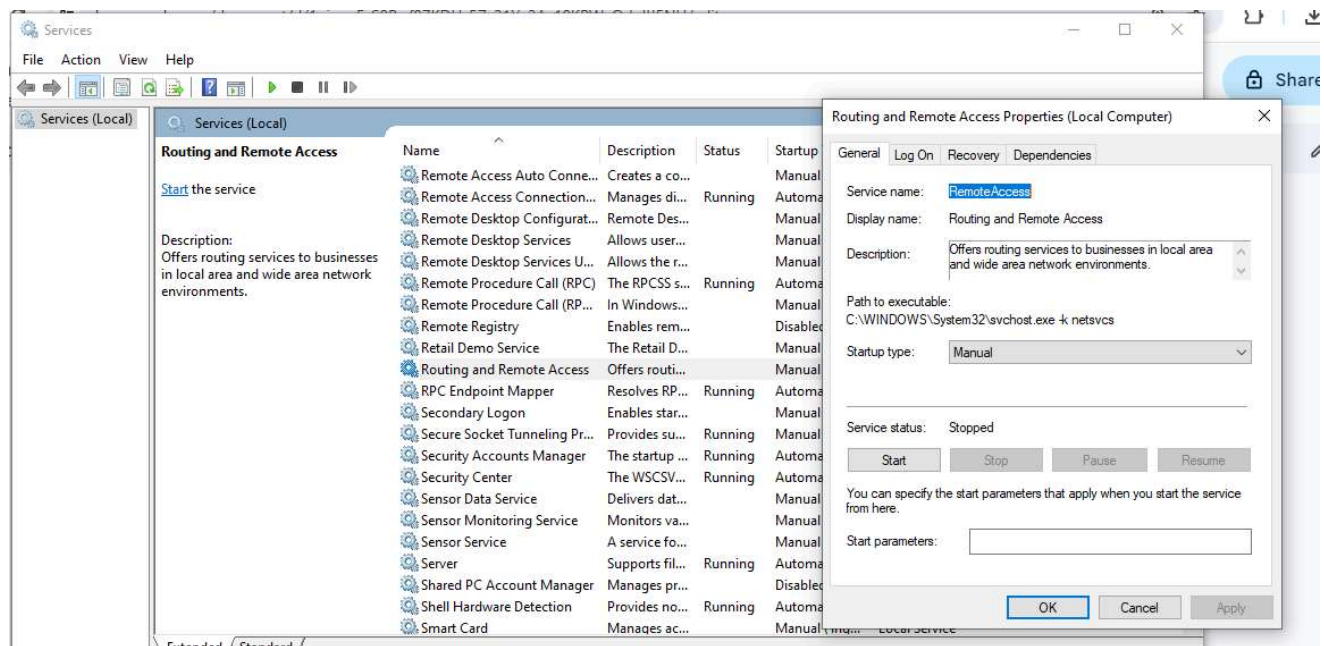 Services
File Action View Help
Services (Local)
Services (Local)
Routing and Remote Access
Start the service
Description:
Offers routing services to businesses
in local area and wide area network
environments.
Name Description Status Startup
Remote Access Auto Conne... Creates a co... Manual
Remote Access Connection... Manages di... Running Automa
Remote Desktop Configurat... Remote Des... Manual
Remote Desktop Services Allows user... Manual
Remote Desktop Services U... Allows the r... Manual
Remote Procedure Call (RPC) The RPCSS s... Running Automa
Remote Procedure Call (RP... In Windows... Manual
Remote Registry Enables rem... Disabled
Retail Demo Service The Retail D... Manual
Routing and Remote Access Offers routi... Manual
RPC Endpoint Mapper Resolves RP... Running Automa
Secondary Logon Enables star... Manual
Secure Socket Tunneling Pr... Provides su... Running Manual
Security Accounts Manager The startup ... Running Automa
Security Center The WSCSV... Running Automa
Sensor Data Service Delivers dat... Manual
Sensor Monitoring Service Monitors va... Manual
Sensor Service A service fo... Manual
Server Supports fil... Running Automa
Shared PC Account Manager Manages pr... Disabled
Shell Hardware Detection Provides no... Running Automa
Smart Card Manages ac... Manual
Extended Standard
Routing and Remote Access Properties (Local Computer)
General Log On Recovery Dependencies
Service name: RemoteAccess
Display name: Routing and Remote Access
Description: Offers routing services to businesses in local area
and wide area network environments.
Path to executable:
C:\WINDOWS\System32\svchost.exe -k netsvcs
Startup type: Manual
Service status: Stopped
Start Stop Pause Resume
You can specify the start parameters that apply when you start the service
from here.
Start parameters:
OK Cancel Apply
Share